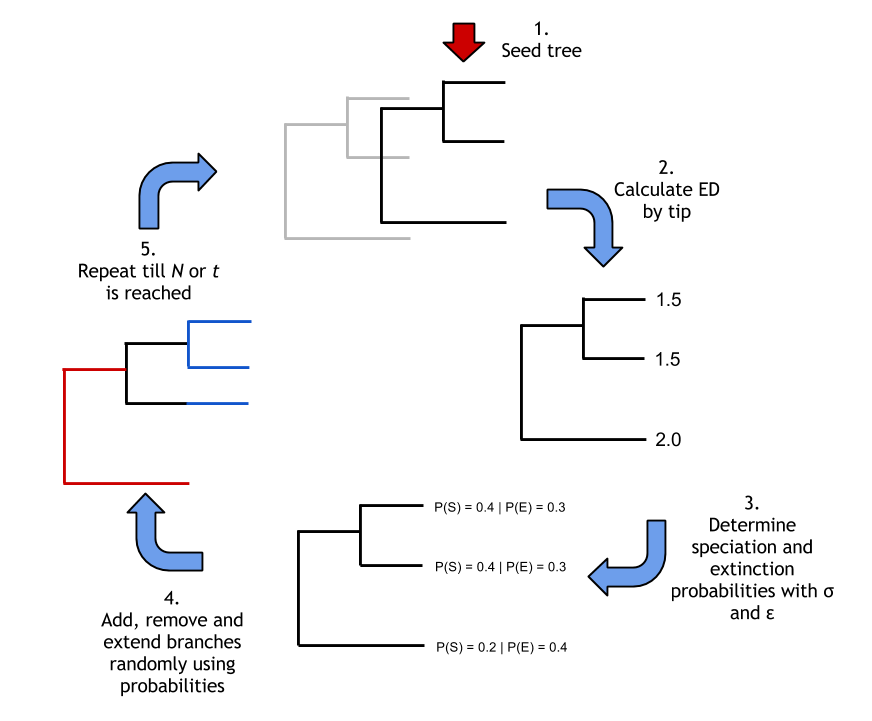 1.
Seed tree
2.
Calculate ED
by tip
1.5
1.5
2.0
3.
Determine
speciation and
extinction
probabilities with σ
and ε
P(S) = 0.4 | P(E) = 0.3
P(S) = 0.4 | P(E) = 0.3
P(S) = 0.2 | P(E) = 0.4
4.
Add, remove and
extend branches
randomly using
probabilities
5.
Repeat till N or t
is reached